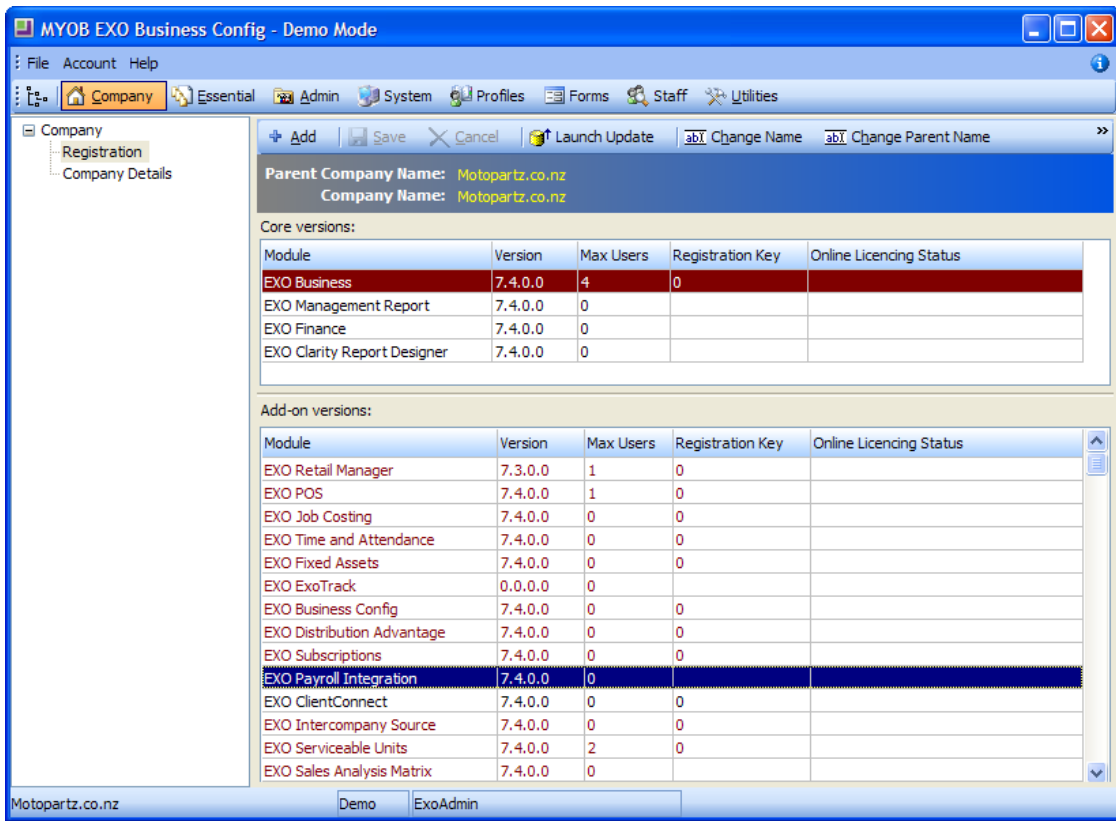 MYOB EXO Business Config - Demo Mode
File Account Help
Company Essential Admin System Profiles Forms Staff Utilities
Company
Registration
Company Details
Add Save Cancel Launch Update Change Name Change Parent Name
Parent Company Name: Motopartz.co.nz
Company Name: Motopartz.co.nz
Core versions:
Module Version Max Users Registration Key Online Licencing Status
EXO Business 7.4.0.0 4 0
EXO Management Report 7.4.0.0 0
EXO Finance 7.4.0.0 0
EXO Clarity Report Designer 7.4.0.0 0
Add-on versions:
Module Version Max Users Registration Key Online Licencing Status
EXO Retail Manager 7.3.0.0 1 0
EXO POS 7.4.0.0 1 0
EXO Job Costing 7.4.0.0 0 0
EXO Time and Attendance 7.4.0.0 0 0
EXO Fixed Assets 7.4.0.0 0 0
EXO ExoTrack 0.0.0.0 0
EXO Business Config 7.4.0.0 0 0
EXO Distribution Advantage 7.4.0.0 0 0
EXO Subscriptions 7.4.0.0 0 0
EXO Payroll Integration 7.4.0.0 0
EXO ClientConnect 7.4.0.0 0 0
EXO Intercompany Source 7.4.0.0 0 0
EXO Serviceable Units 7.4.0.0 2 0
EXO Sales Analysis Matrix 7.4.0.0 0
Motopartz.co.nz Demo ExoAdmin